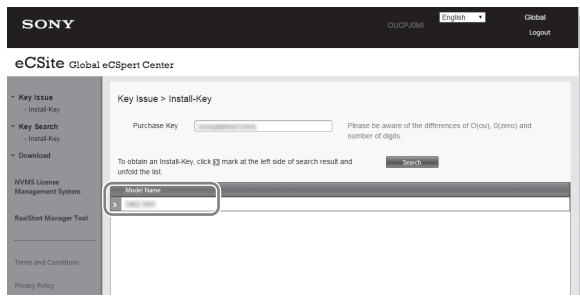 SONY
OUCPJ0MI
English
Global
Logout
eCSite Global eCSpert Center
Key Issue
- Install-Key
Key Search
- Install-Key
Download
NVMS License
Management System
RealShot Manager Tool
Terms and Conditions
Privacy Policy
Key Issue > Install-Key
Purchase Key
Please be aware of the differences of O(ou), 0(zero) and
number of digits.
To obtain an Install-Key, click > mark at the left side of search result and
unfold the list.
Search
Model Name